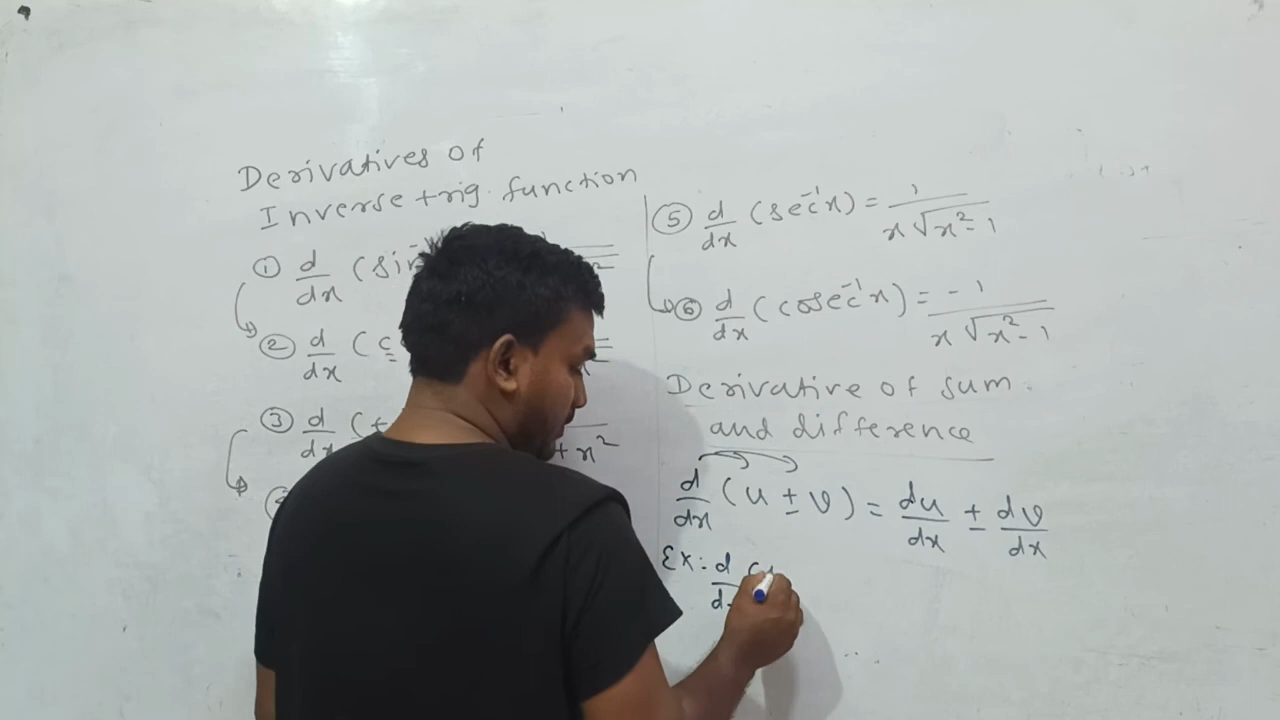 Derivatives of
Inverse trig. function
① d/dx (sin
② d/dx (c
③ d/dx (t + x²
⑤ d/dx (sec⁻¹x) = 1/x√x²-1
⑥ d/dx (cosec⁻¹x) = -1/x√x²-1
Derivative of sum
and difference
d/dx (u ± v) = du/dx ± dv/dx
Ex:- d